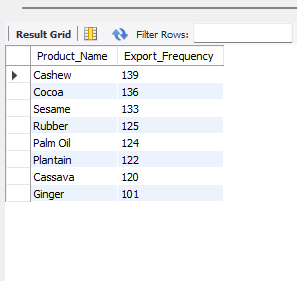 Result Grid Filter Rows:
Product_Name Export_Frequency
Cashew 139
Cocoa 136
Sesame 133
Rubber 125
Palm Oil 124
Plantain 122
Cassava 120
Ginger 101